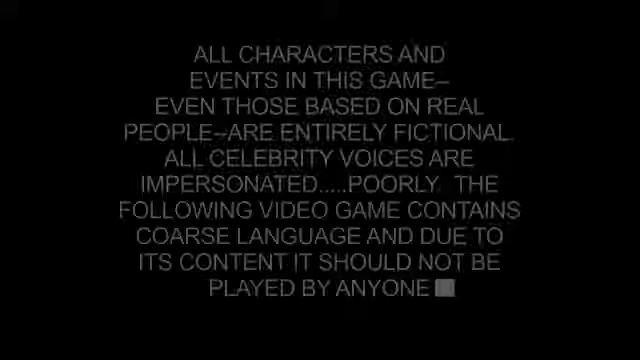 ALL CHARACTERS AND
EVENTS IN THIS GAME--
EVEN THOSE BASED ON REAL
PEOPLE--ARE ENTIRELY FICTIONAL.
ALL CELEBRITY VOICES ARE
IMPERSONATED.....POORLY. THE
FOLLOWING VIDEO GAME CONTAINS
COARSE LANGUAGE AND DUE TO
ITS CONTENT IT SHOULD NOT BE
PLAYED BY ANYONE